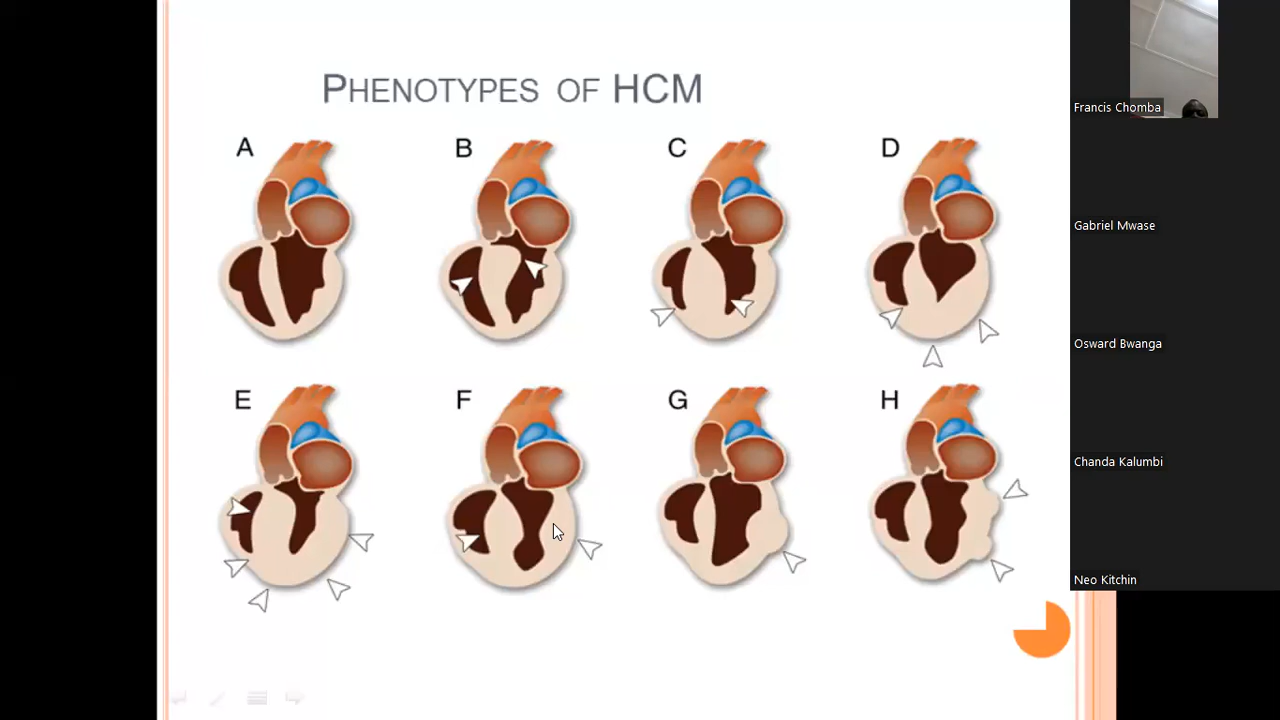 PHENOTYPES OF HCM
A
B
C
D
E
F
G
H
Francis Chomba
Gabriel Mwase
Osward Bwanga
Chanda Kalumbi
Neo Kitchin